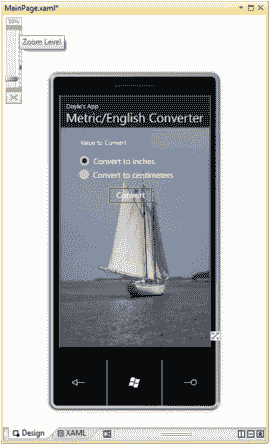 MainPage.xaml*
Zoom Level
Doyle's App
Metric/English Converter
Value to Convert
Convert to inches
Convert to centimeters
Convert
Design
XAML